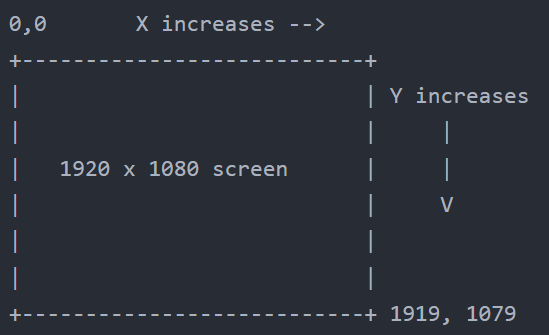 0,0       X increases -->
+---------------------------+
|                           | Y increases
|                           |     |
|   1920 x 1080 screen      |     |
|                           |     V
|                           |
|                           |
+---------------------------+ 1919, 1079